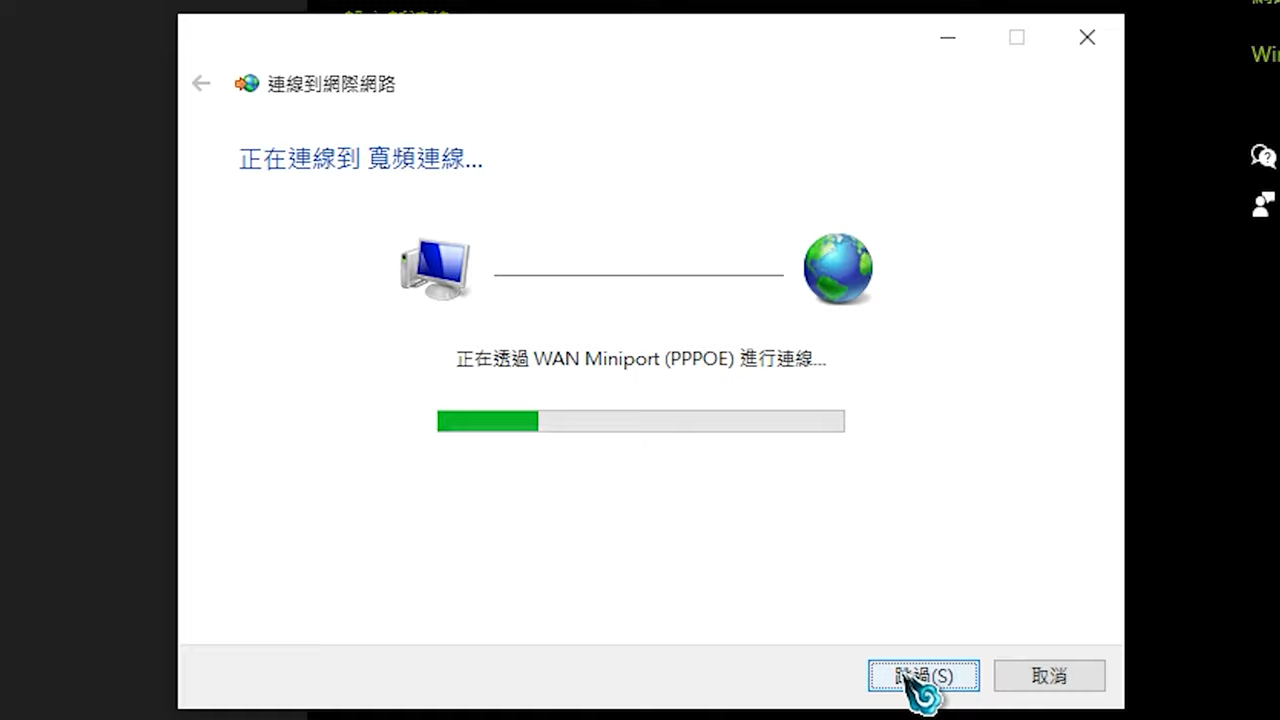 Win
連線到網際網路
正在連線到 寬頻連線...
正在透過 WAN Miniport (PPPOE) 進行連線...
跳過(S)
取消